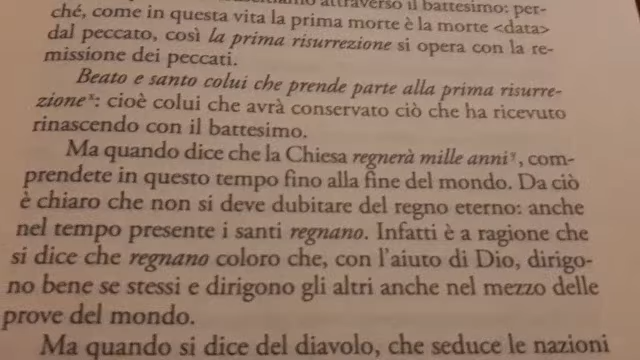 attraverso il battesimo: per-
ché, come in questa vita la prima morte è la morte <data>
dal peccato, così la prima risurrezione si opera con la re-
missione dei peccati.
Beato e santo colui che prende parte alla prima risurre-
zioneˣ: cioè colui che avrà conservato ciò che ha ricevuto
rinascendo con il battesimo.
Ma quando dice che la Chiesa regnerà mille anniʸ, com-
prendete in questo tempo fino alla fine del mondo. Da ciò
è chiaro che non si deve dubitare del regno eterno: anche
nel tempo presente i santi regnano. Infatti è a ragione che
si dice che regnano coloro che, con l'aiuto di Dio, dirigo-
no bene se stessi e dirigono gli altri anche nel mezzo delle
prove del mondo.
Ma quando si dice del diavolo, che seduce le nazioni